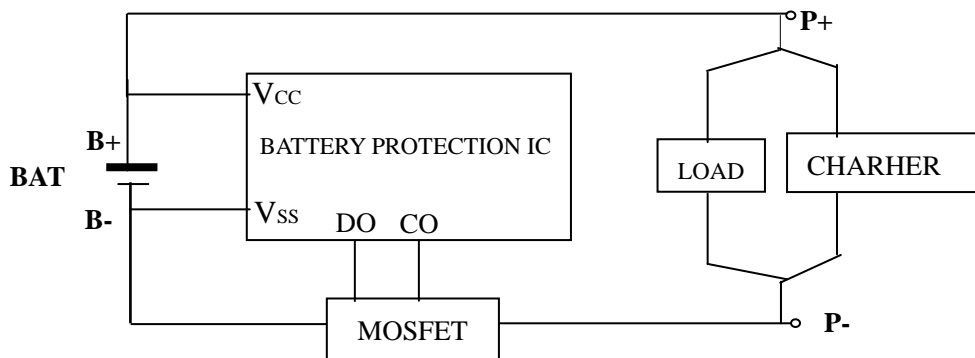 P+
VCC
B+
BATTERY PROTECTION IC
BAT
LOAD
CHARHER
B-
VSS
DO CO
MOSFET
P-